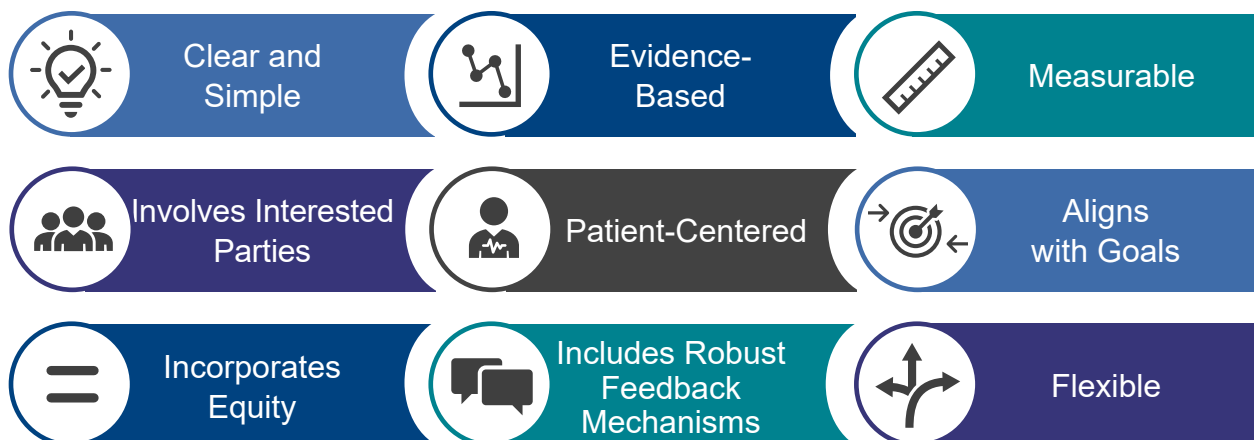 Clear and
Simple
Evidence-
Based
Measurable
Involves Interested
Parties
Patient-Centered
Aligns
with Goals
Incorporates
Equity
Includes Robust
Feedback
Mechanisms
Flexible